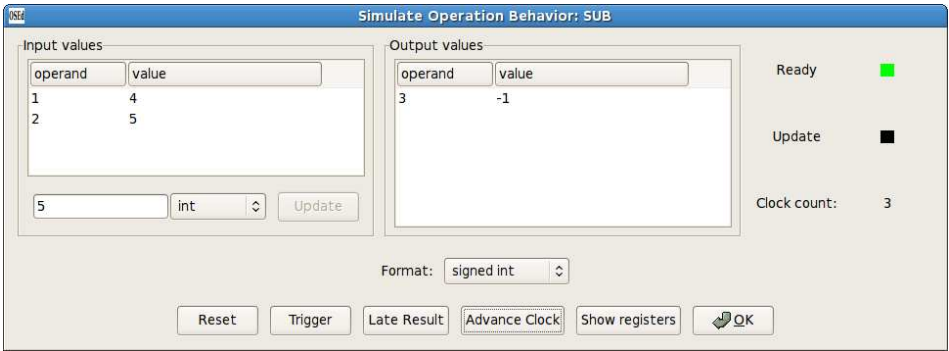 OSEd
Simulate Operation Behavior: SUB
Input values
operand value
1 4
2 5
5 int Update
Output values
operand value
3 -1
Ready
Update
Clock count: 3
Format: signed int
Reset Trigger Late Result Advance Clock Show registers OK